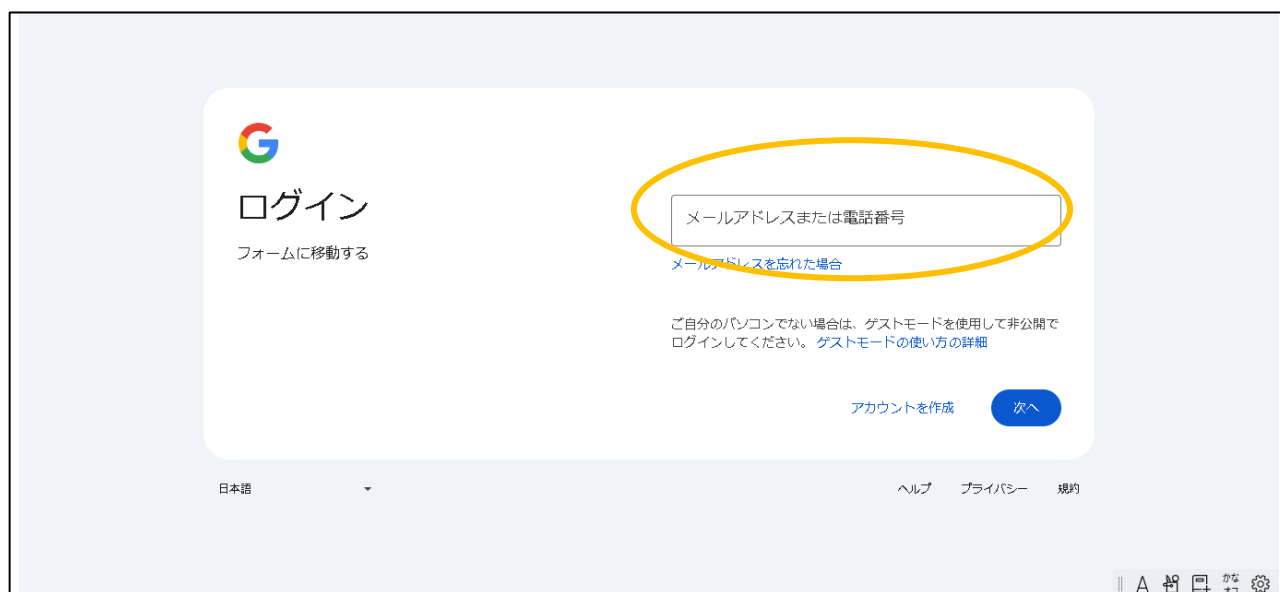 ログイン
フォームに移動する
メールアドレスまたは電話番号
メールアドレスを忘れた場合
ご自分のパソコンでない場合は、ゲストモードを使用して非公開で
ログインしてください。 ゲストモードの使い方の詳細
アカウントを作成
次へ
日本語
ヘルプ
プライバシー
規約
A
かな